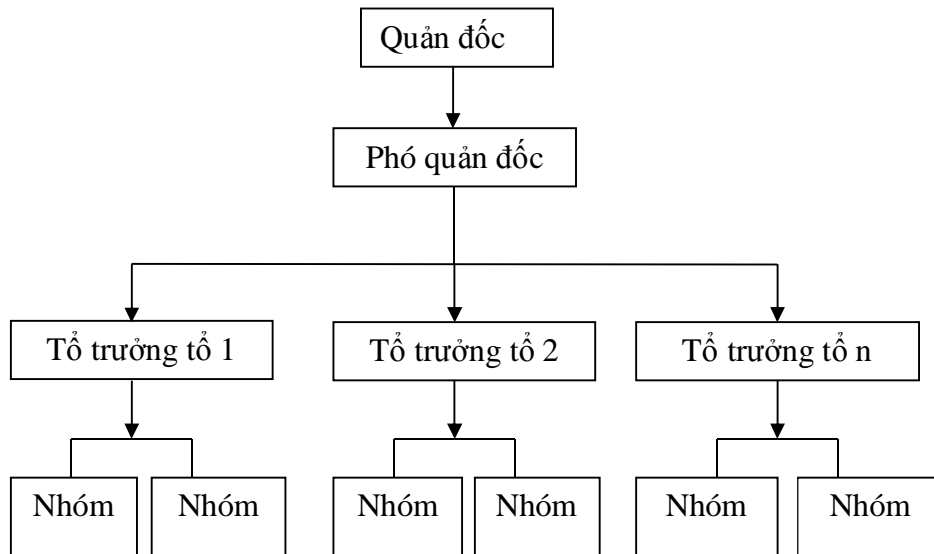 Quản đốc
Phó quản đốc
Tổ trưởng tổ 1
Tổ trưởng tổ 2
Tổ trưởng tổ n
Nhóm
Nhóm
Nhóm
Nhóm
Nhóm
Nhóm